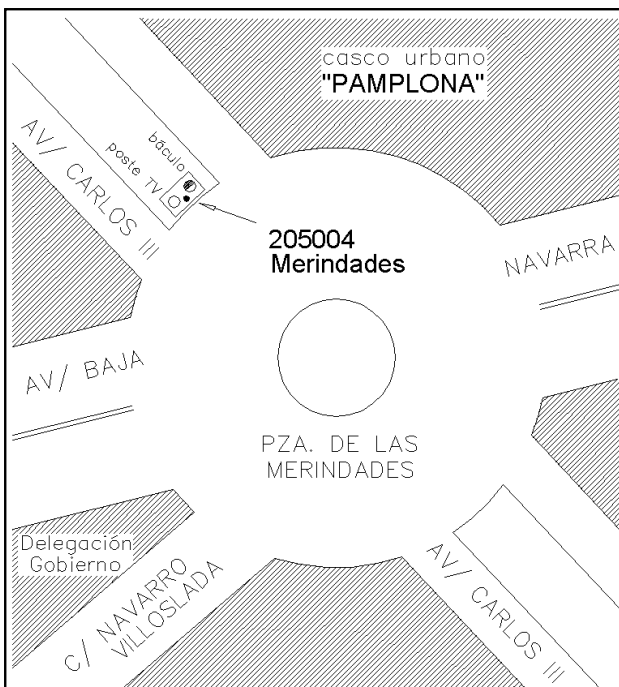 casco urbano
"PAMPLONA"
báculo
poste TV
AV/ CARLOS III
205004
Merindades
NAVARRA
AV/ BAJA
PZA. DE LAS
MERINDADES
Delegación
Gobierno
C/ NAVARRO
VILLOSLADA
AV/ CARLOS III